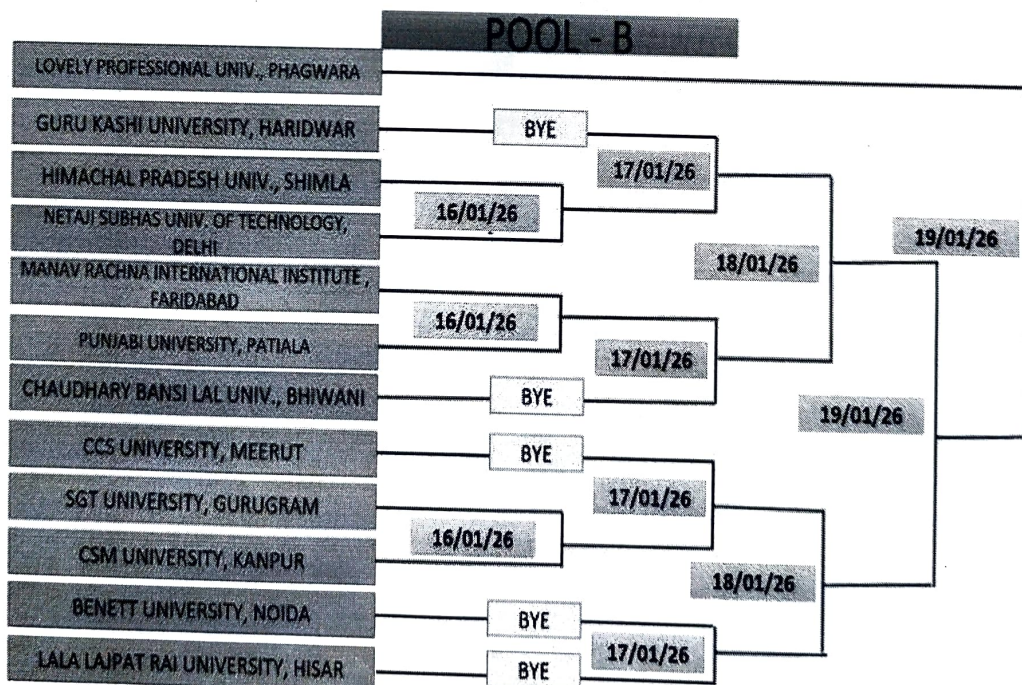 POOL - B
LOVELY PROFESSIONAL UNIV., PHAGWARA
GURU KASHI UNIVERSITY, HARIDWAR
BYE
17/01/26
HIMACHAL PRADESH UNIV., SHIMLA
16/01/26
NETAJI SUBHAS UNIV. OF TECHNOLOGY,
DELHI
19/01/26
18/01/26
MANAV RACHNA INTERNATIONAL INSTITUTE ,
FARIDABAD
16/01/26
PUNJABI UNIVERSITY, PATIALA
17/01/26
CHAUDHARY BANSI LAL UNIV., BHIWANI
BYE
19/01/26
CCS UNIVERSITY, MEERUT
BYE
17/01/26
SGT UNIVERSITY, GURUGRAM
16/01/26
CSM UNIVERSITY, KANPUR
18/01/26
BENETT UNIVERSITY, NOIDA
BYE
17/01/26
LALA LAJPAT RAI UNIVERSITY, HISAR
BYE